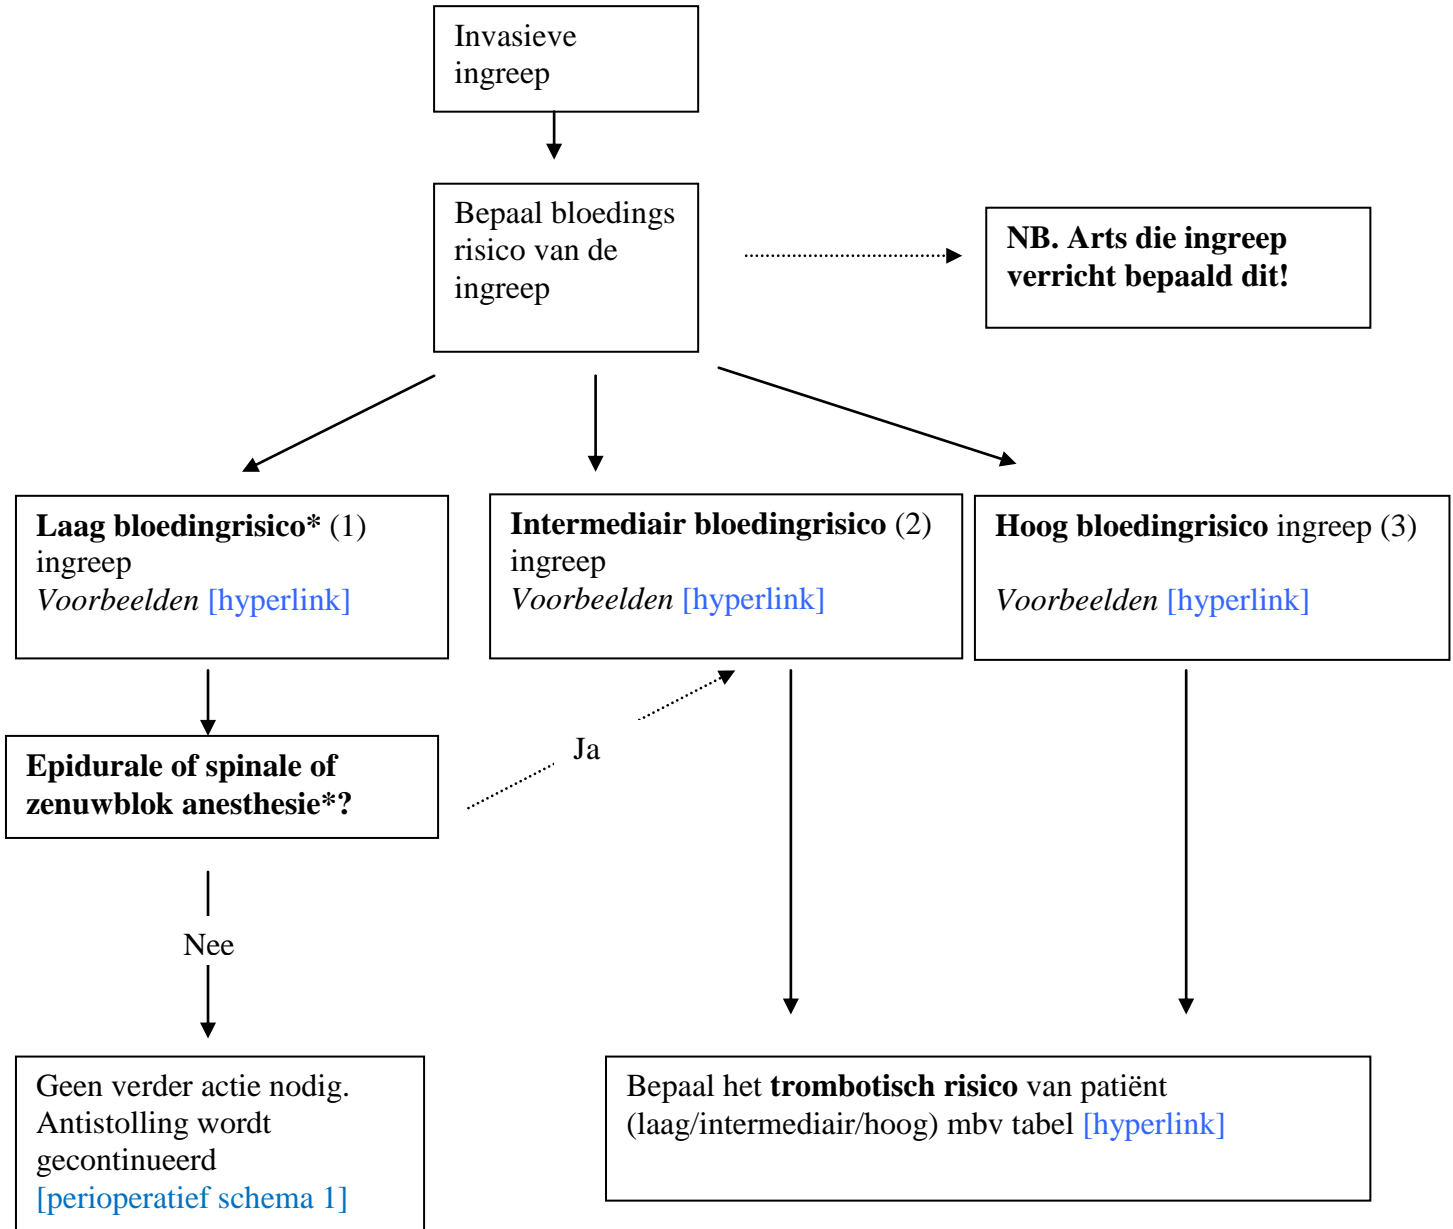 Invasieve
ingreep
Bepaal bloedings
risico van de
ingreep
NB. Arts die ingreep
verricht bepaald dit!
Laag bloedingrisico* (1)
ingreep
Voorbeelden [hyperlink]
Intermediair bloedingrisico (2)
ingreep
Voorbeelden [hyperlink]
Hoog bloedingrisico ingreep (3)
Voorbeelden [hyperlink]
Epidurale of spinale of
zenuwblok anesthesie*?
Ja
Nee
Geen verder actie nodig.
Antistolling wordt
gecontinueerd
[perioperatief schema 1]
Bepaal het trombotisch risico van patiënt
(laag/intermediair/hoog) mbv tabel [hyperlink]